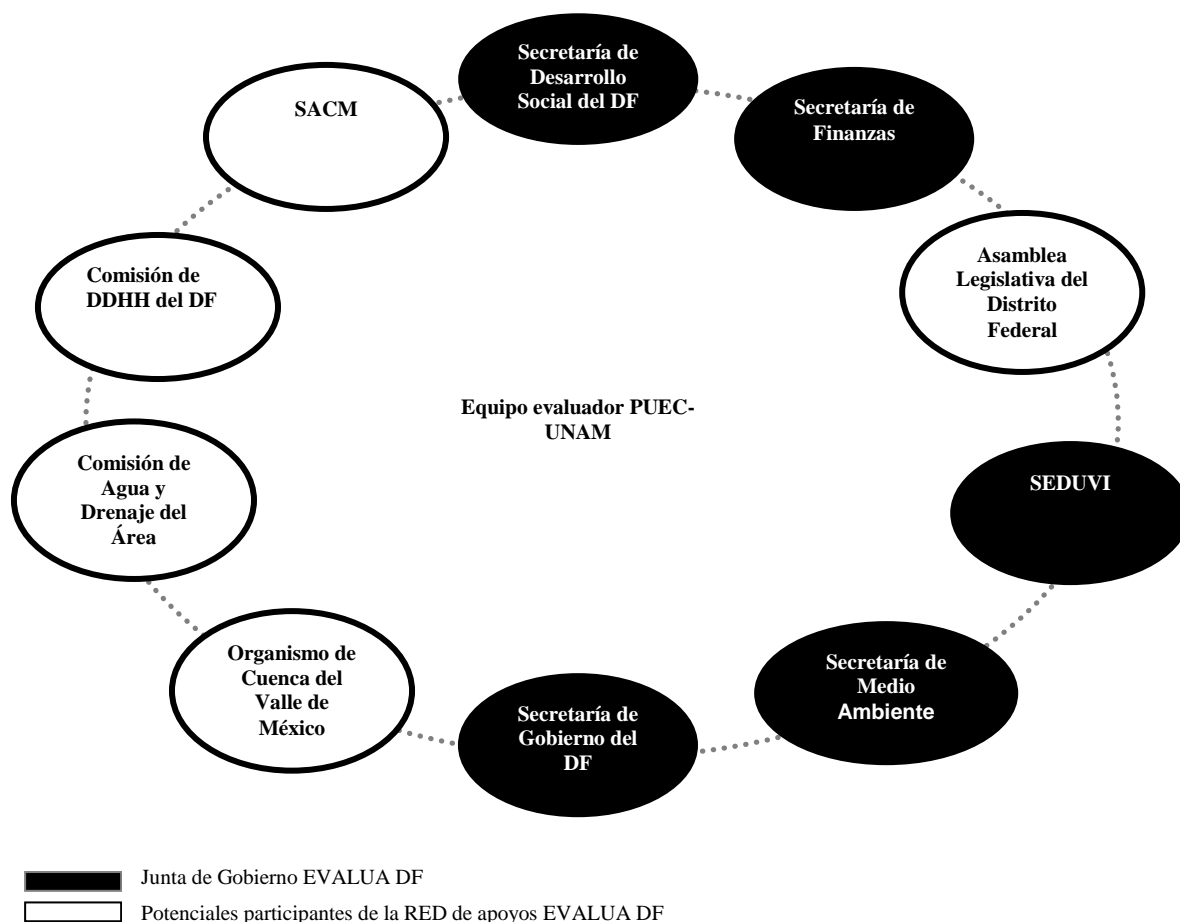 Secretaría de
Desarrollo
Social del DF
Secretaría de
Finanzas
Asamblea
Legislativa del
Distrito
Federal
SEDUVI
Secretaría de
Medio
Ambiente
Secretaría de
Gobierno del
DF
Organismo de
Cuenca del
Valle de
México
Comisión de
Agua y
Drenaje del
Área
Comisión de
DDHH del DF
SACM
Equipo evaluador PUEC-
UNAM
Junta de Gobierno EVALUA DF
Potenciales participantes de la RED de apoyos EVALUA DF